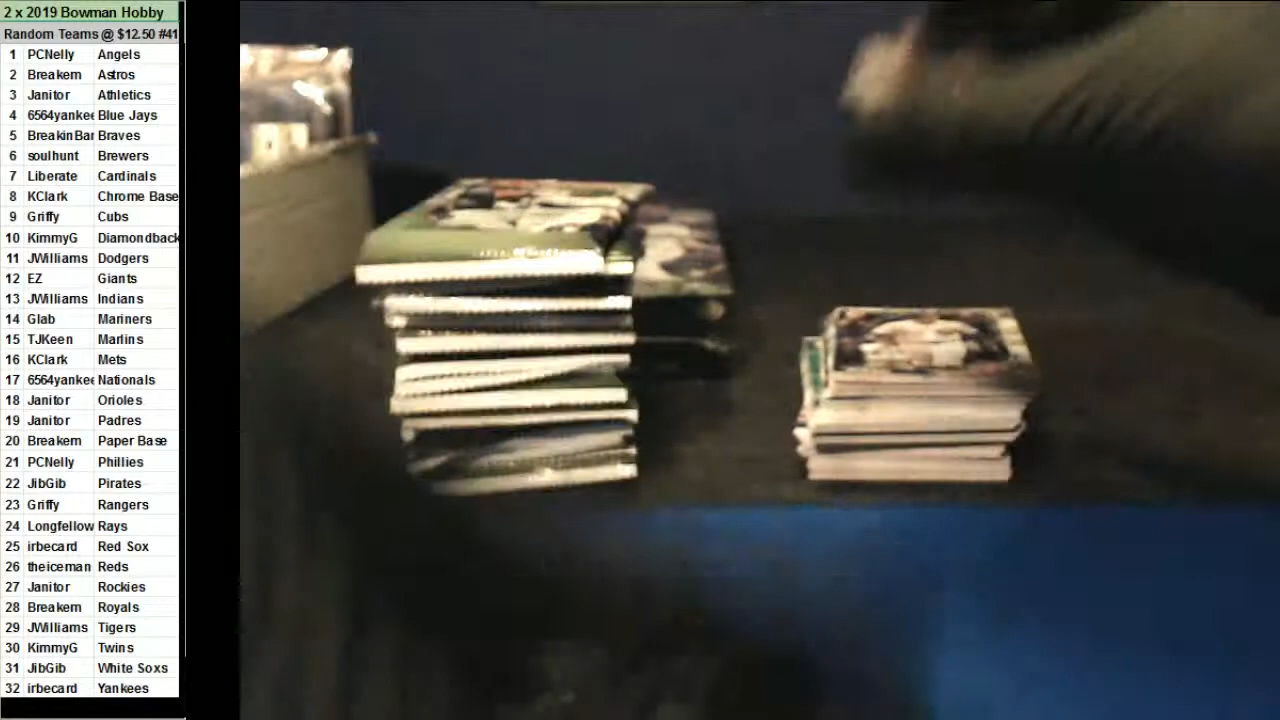 2 x 2019 Bowman Hobby
Random Teams @ $12.50 #41
1 PCNelly Angels
2 Breakem Astros
3 Janitor Athletics
4 6564yankee Blue Jays
5 BreakinBar Braves
6 soulhunt Brewers
7 Liberate Cardinals
8 KClark Chrome Base
9 Griffy Cubs
10 KimmyG Diamondback
11 JWilliams Dodgers
12 EZ Giants
13 JWilliams Indians
14 Glab Mariners
15 TJKeen Marlins
16 KClark Mets
17 6564yankee Nationals
18 Janitor Orioles
19 Janitor Padres
20 Breakem Paper Base
21 PCNelly Phillies
22 JibGib Pirates
23 Griffy Rangers
24 Longfellow Rays
25 irbecard Red Sox
26 theiceman Reds
27 Janitor Rockies
28 Breakem Royals
29 JWilliams Tigers
30 KimmyG Twins
31 JibGib White Soxs
32 irbecard Yankees